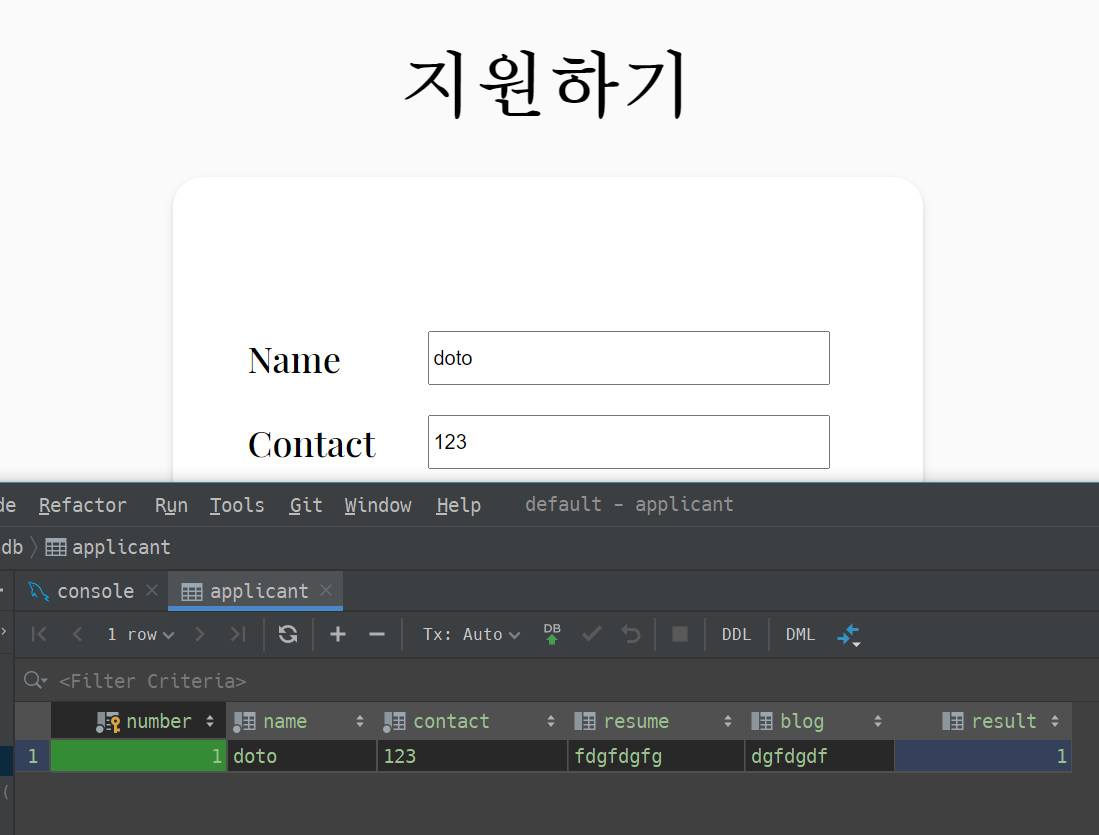 지원하기
Name doto
Contact 123
Refactor Run Tools Git Window Help default - applicant
db applicant
console applicant
1 row Tx: Auto DB DDL DML
<Filter Criteria>
number name contact resume blog result
1 1 doto 123 fdgfdgfg dgfdgdf 1